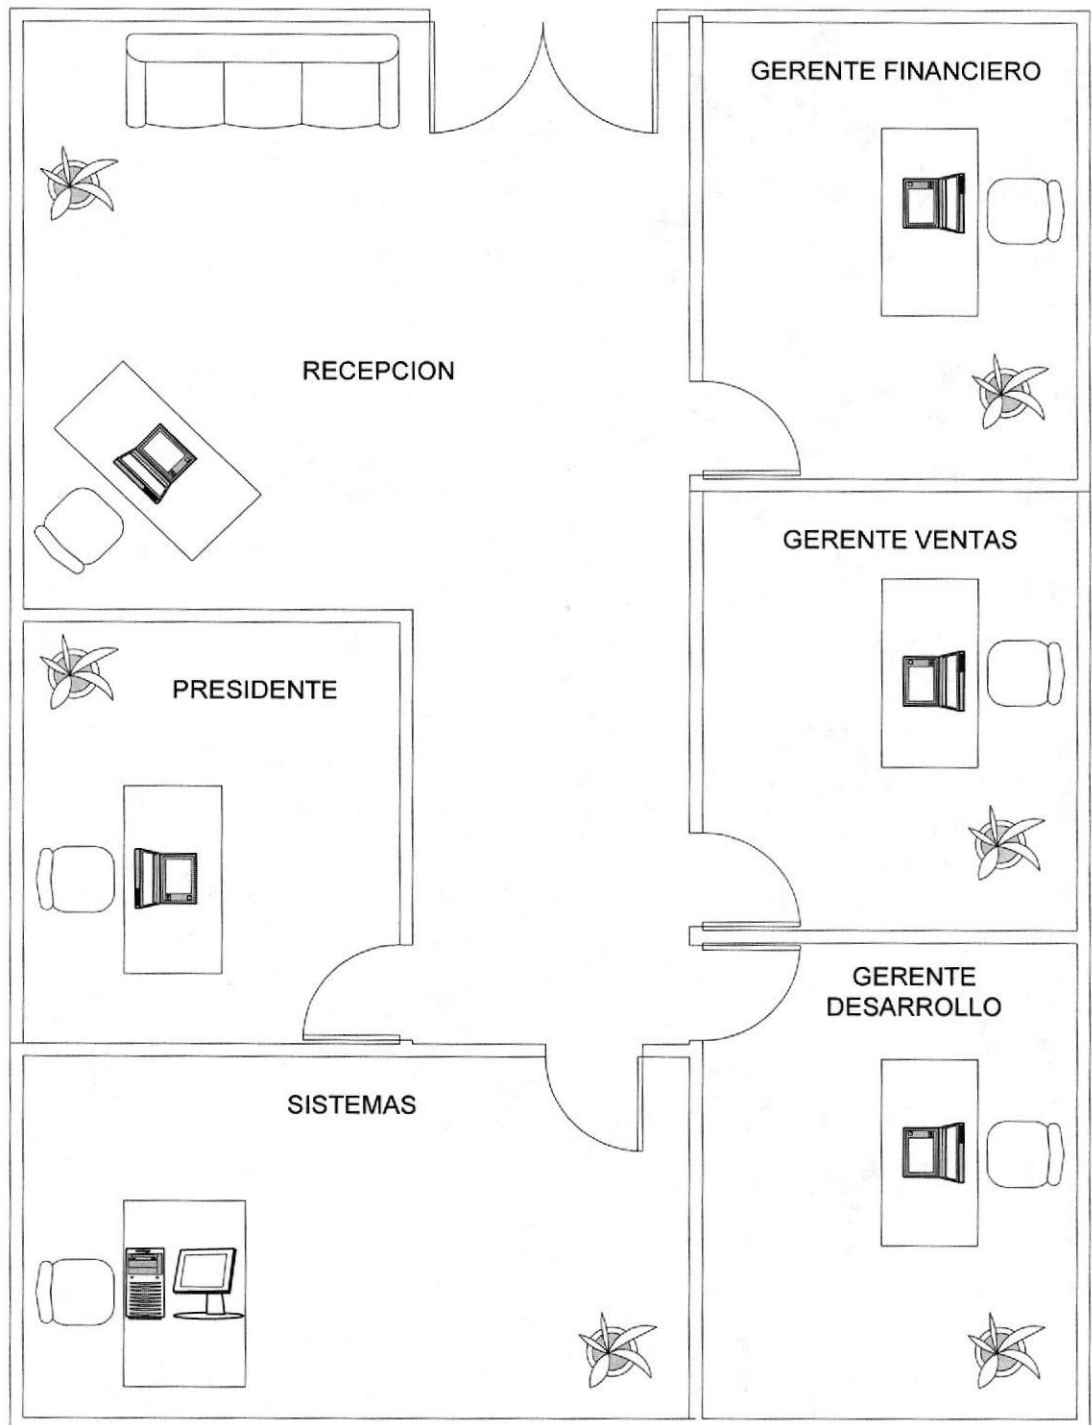 GERENTE FINANCIERO
RECEPCION
GERENTE VENTAS
PRESIDENTE
GERENTE
DESARROLLO
SISTEMAS